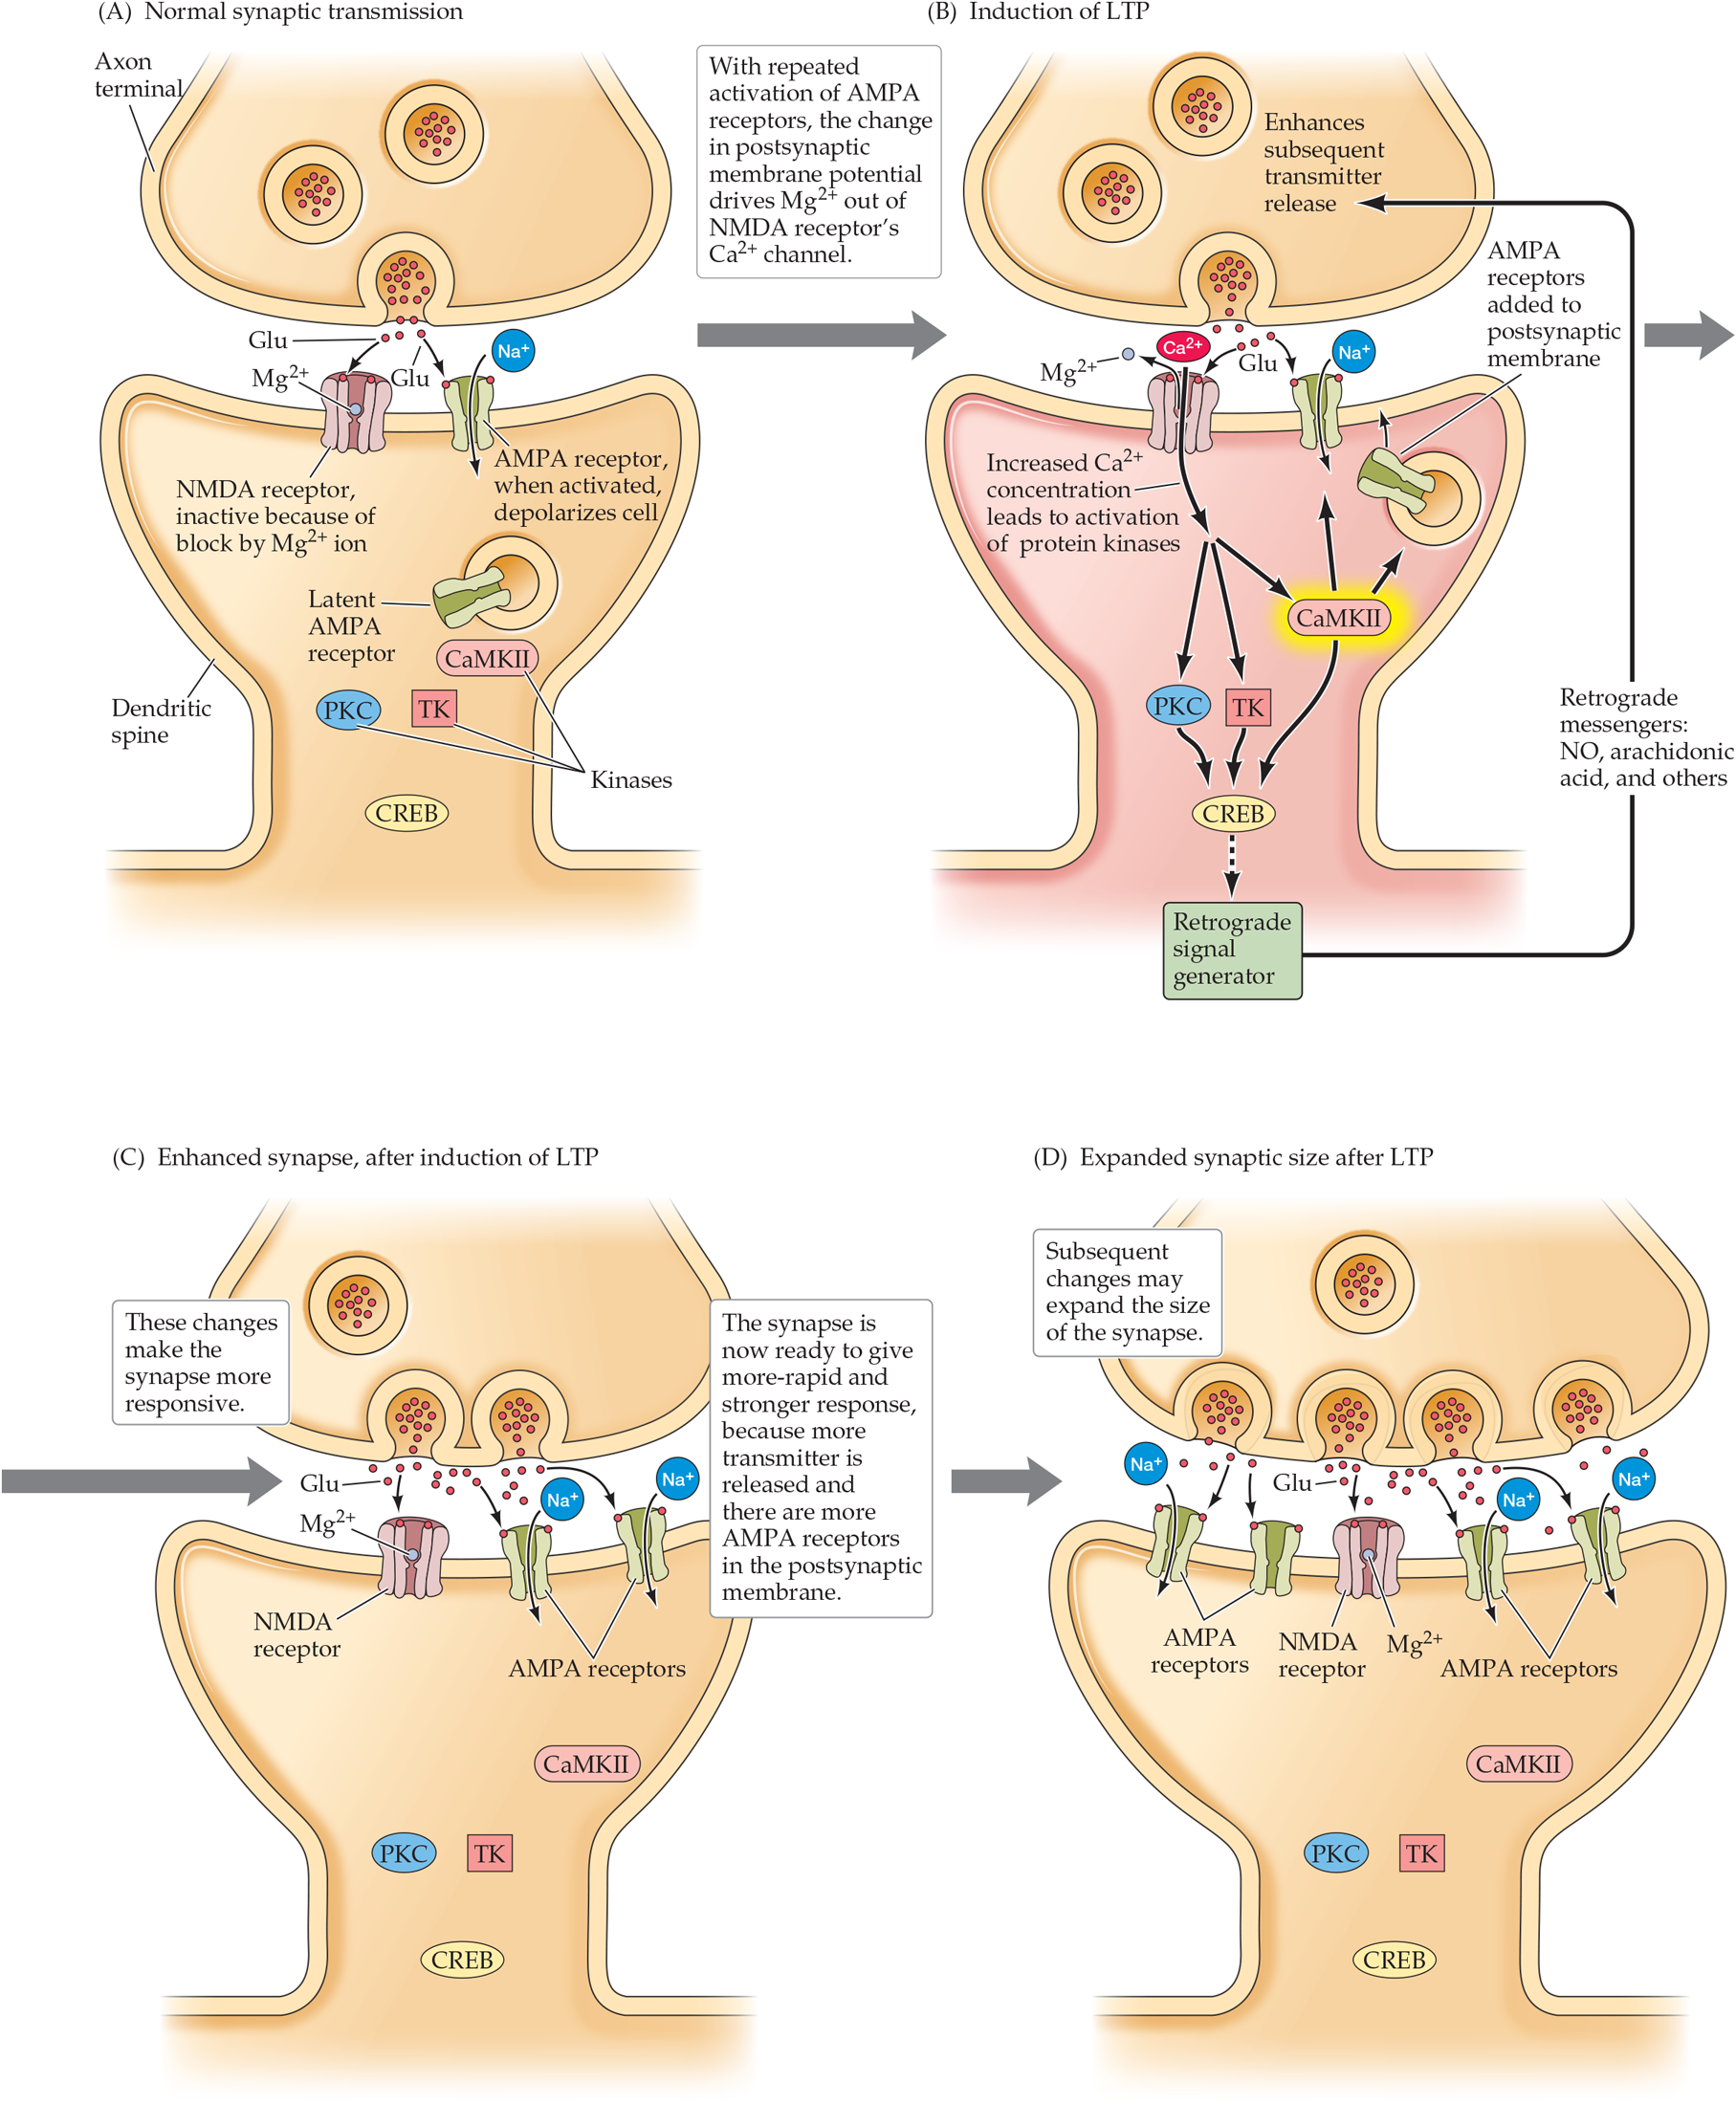 (A) Normal synaptic transmission
Axon
terminal
Glu
Mg2+
Glu
Na+
NMDA receptor,
inactive because of
block by Mg2+ ion
AMPA receptor,
when activated,
depolarizes cell
Latent
AMPA
receptor
CaMKII
PKC
TK
Dendritic
spine
Kinases
CREB
With repeated
activation of AMPA
receptors, the change
in postsynaptic
membrane potential
drives Mg2+ out of
NMDA receptor’s
Ca2+ channel.
(B) Induction of LTP
Enhances
subsequent
transmitter
release
AMPA
receptors
added to
postsynaptic
membrane
Mg2+
Ca2+
Glu
Na+
Increased Ca2+
concentration
leads to activation
of protein kinases
CaMKII
PKC
TK
CREB
Retrograde
signal
generator
Retrograde
messengers:
NO, arachidonic
acid, and others
(C) Enhanced synapse, after induction of LTP
These changes
make the
synapse more
responsive.
Glu
Mg2+
Na+
Na+
NMDA
receptor
AMPA receptors
CaMKII
PKC
TK
CREB
The synapse is
now ready to give
more-rapid and
stronger response,
because more
transmitter is
released and
there are more
AMPA receptors
in the postsynaptic
membrane.
(D) Expanded synaptic size after LTP
Subsequent
changes may
expand the size
of the synapse.
Na+
Glu
Na+
Na+
AMPA
receptors
NMDA
receptor
Mg2+
AMPA receptors
CaMKII
PKC
TK
CREB